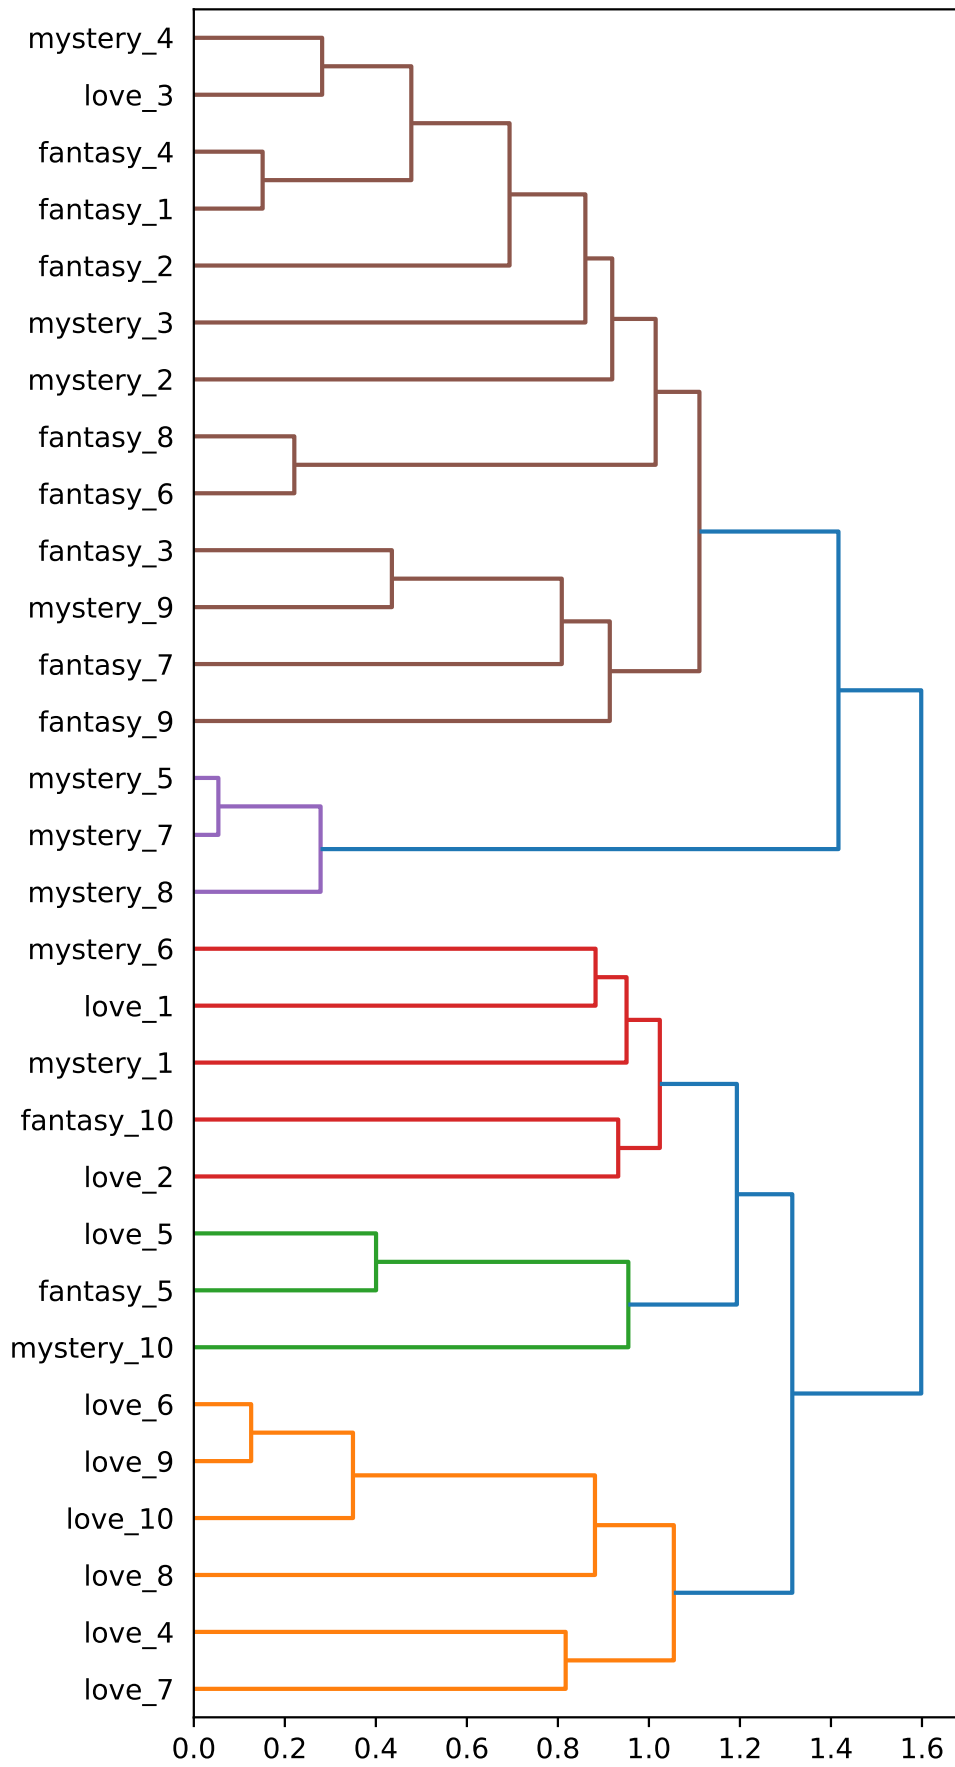 mystery_4
love_3
fantasy_4
fantasy_1
fantasy_2
mystery_3
mystery_2
fantasy_8
fantasy_6
fantasy_3
mystery_9
fantasy_7
fantasy_9
mystery_5
mystery_7
mystery_8
mystery_6
love_1
mystery_1
fantasy_10
love_2
love_5
fantasy_5
mystery_10
love_6
love_9
love_10
love_8
love_4
love_7
0.0 0.2 0.4 0.6 0.8 1.0 1.2 1.4 1.6